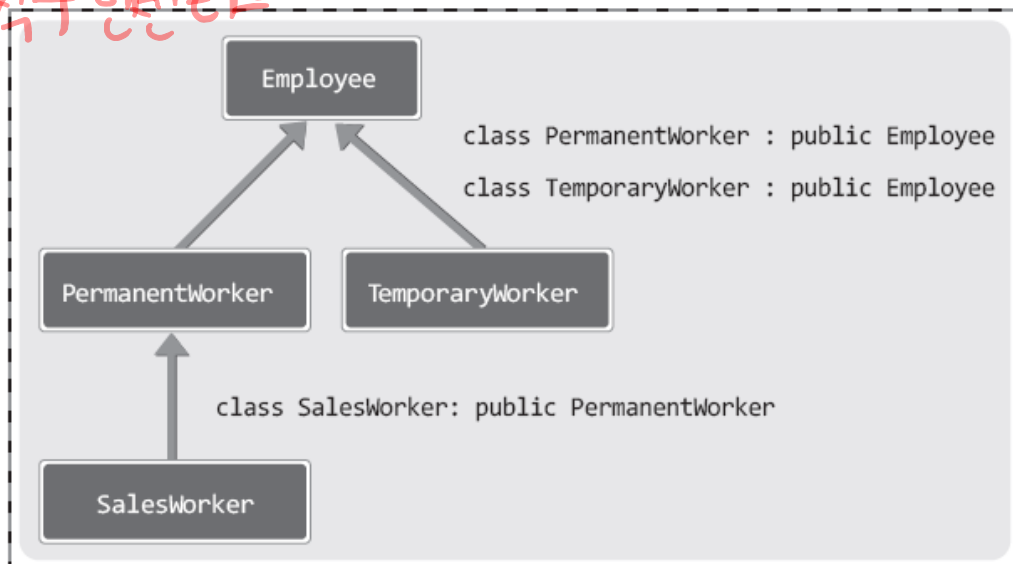 Employee
class PermanentWorker : public Employee
class TemporaryWorker : public Employee
PermanentWorker
TemporaryWorker
class SalesWorker: public PermanentWorker
SalesWorker